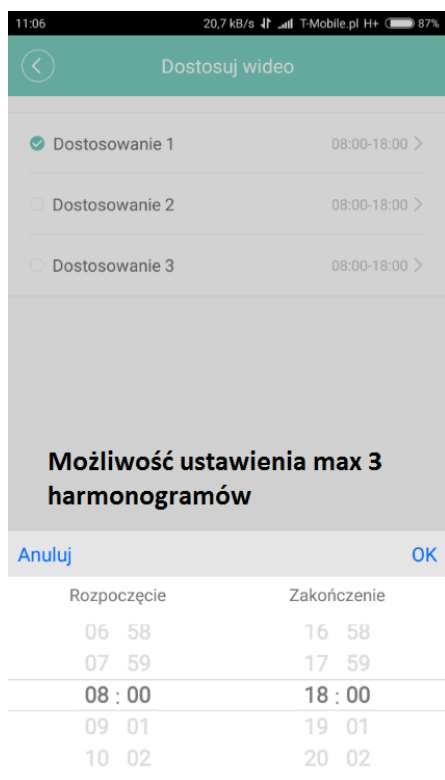 11:06 20,7 kB/s T-Mobile.pl H+ 87%
Dostosuj wideo
Dostosowanie 1 08:00-18:00
Dostosowanie 2 08:00-18:00
Dostosowanie 3 08:00-18:00
Możliwość ustawienia max 3
harmonogramów
Anuluj OK
Rozpoczęcie Zakończenie
06 58 16 58
07 59 17 59
08 : 00 18 : 00
09 01 19 01
10 02 20 02